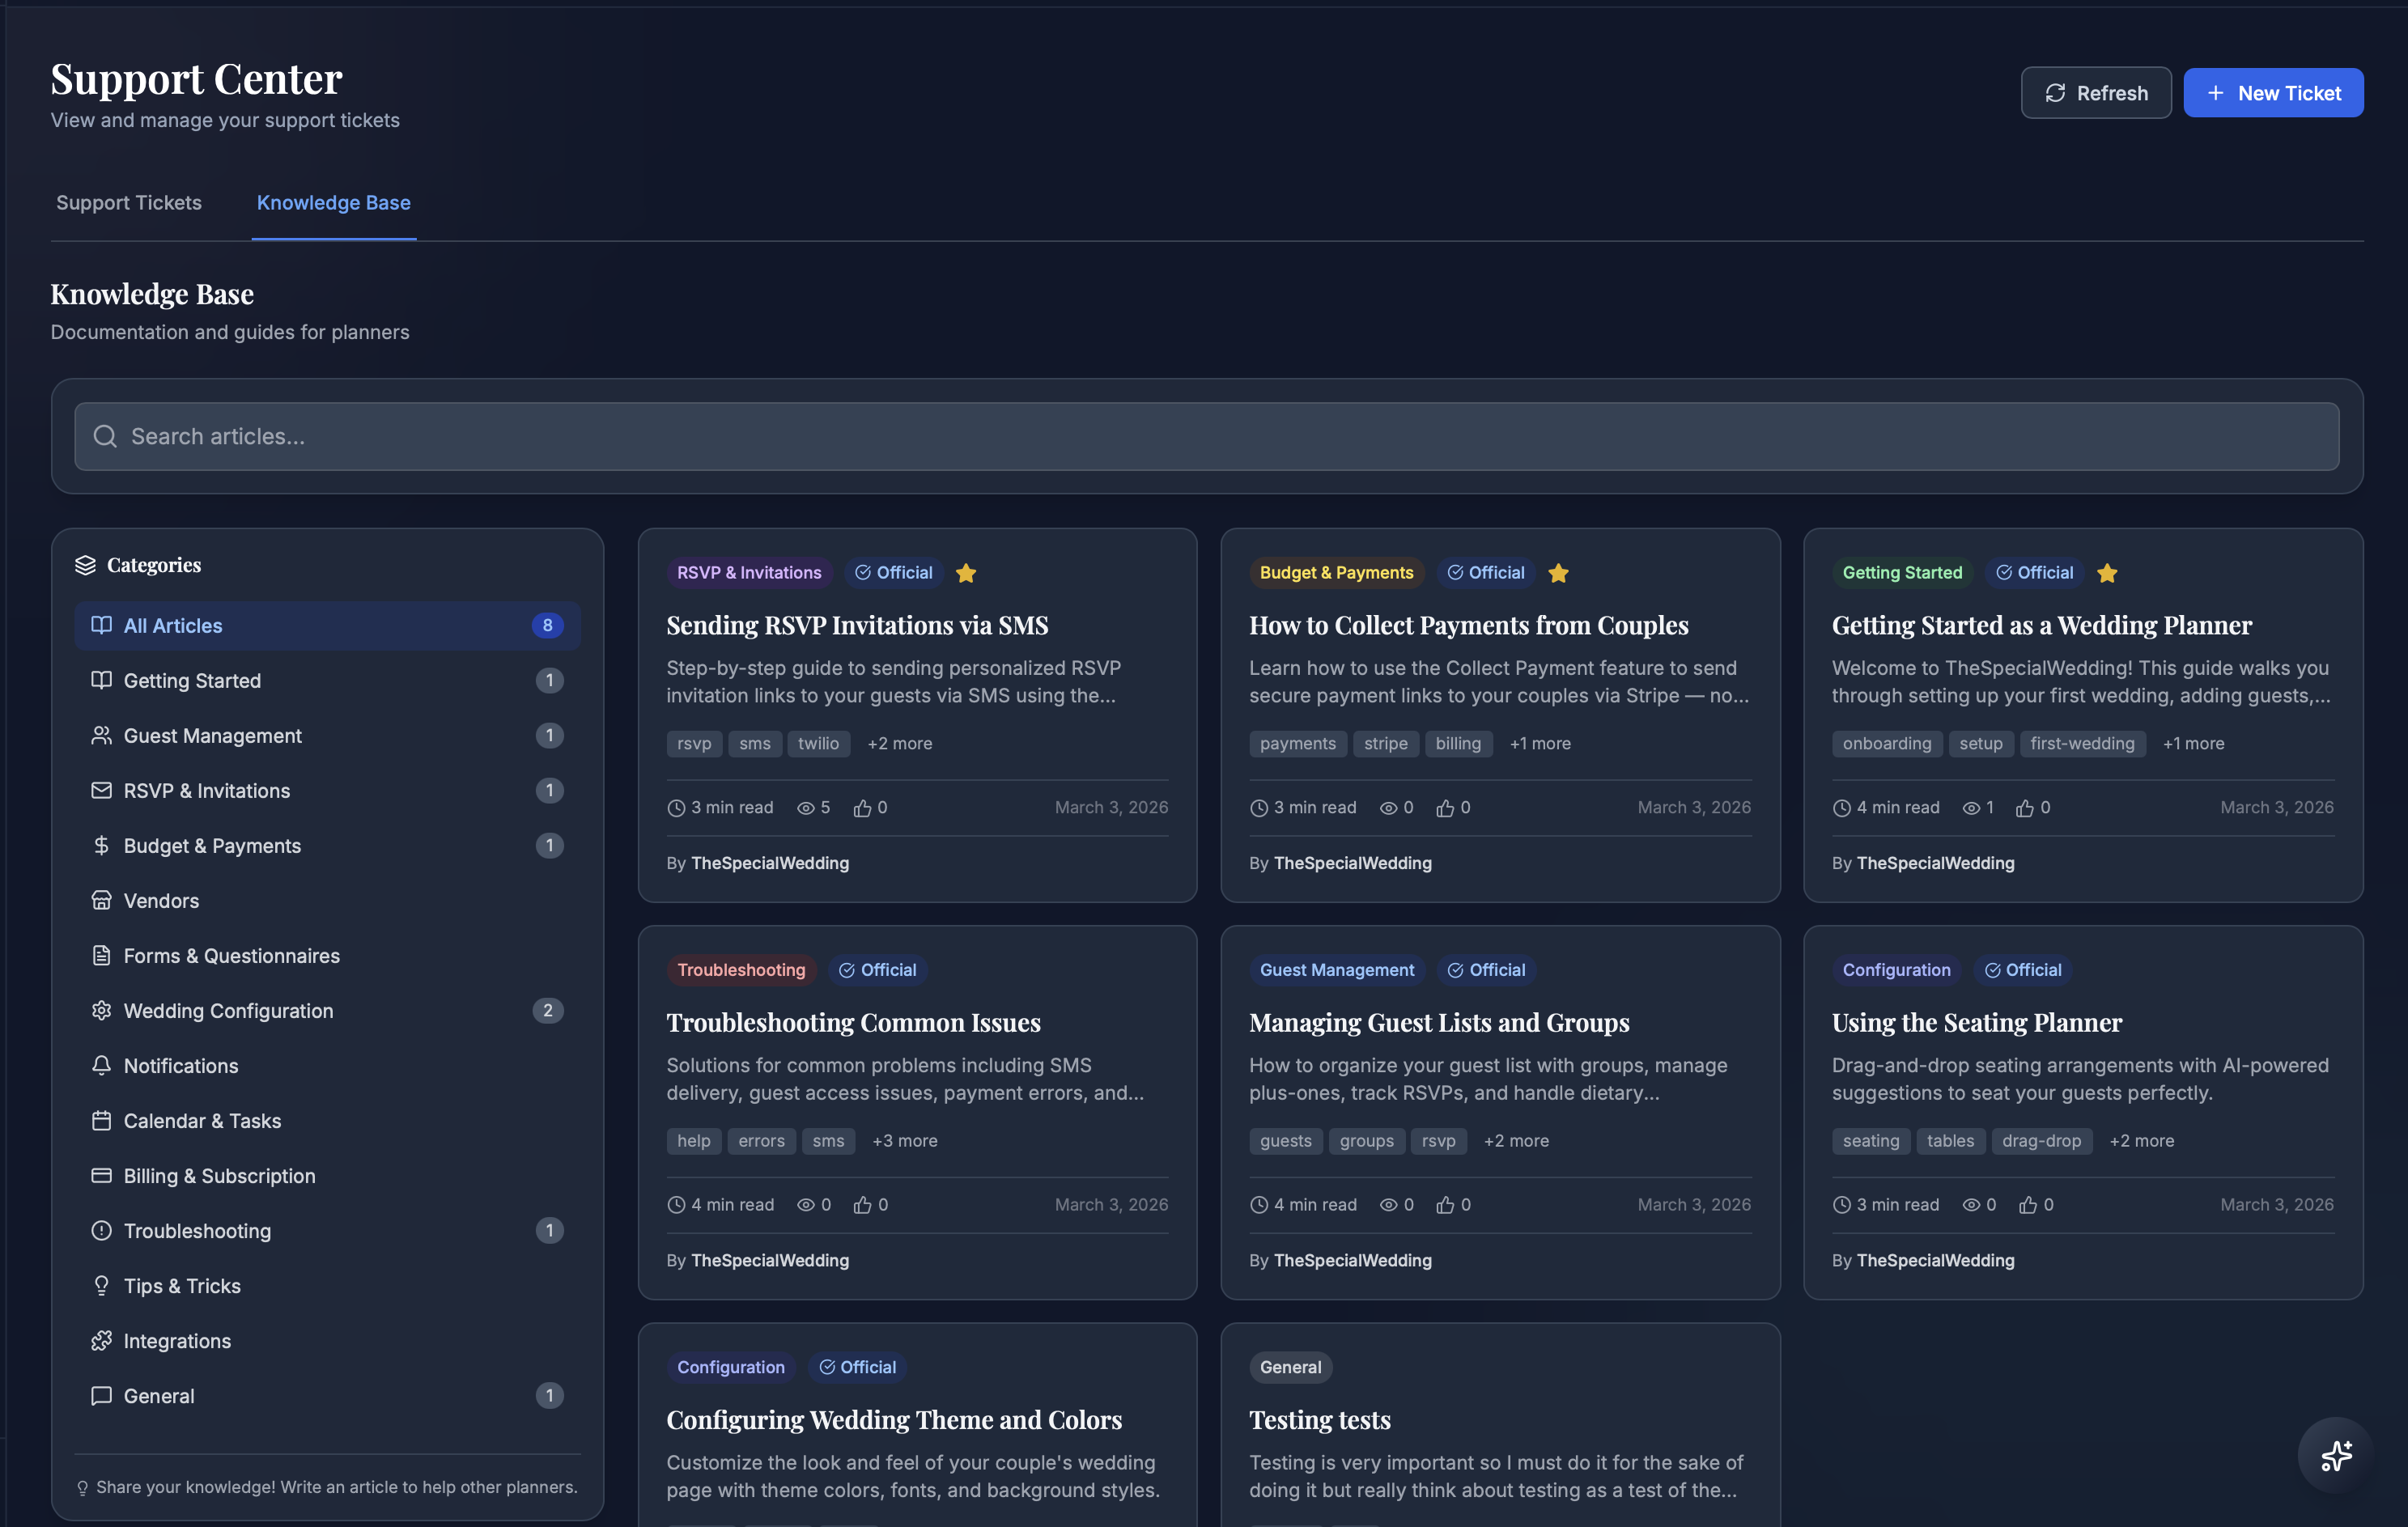 Support Center
View and manage your support tickets
Refresh
New Ticket
Support Tickets
Knowledge Base
Knowledge Base
Documentation and guides for planners
Search articles...
Categories
All Articles 8
Getting Started 1
Guest Management 1
RSVP & Invitations 1
Budget & Payments 1
Vendors
Forms & Questionnaires
Wedding Configuration 2
Notifications
Calendar & Tasks
Billing & Subscription
Troubleshooting 1
Tips & Tricks
Integrations
General 1
Share your knowledge! Write an article to help other planners.
RSVP & Invitations Official
Sending RSVP Invitations via SMS
Step-by-step guide to sending personalized RSVP
invitation links to your guests via SMS using the...
rsvp sms twilio +2 more
3 min read 5 0 March 3, 2026
By TheSpecialWedding
Budget & Payments Official
How to Collect Payments from Couples
Learn how to use the Collect Payment feature to send
secure payment links to your couples via Stripe — no...
payments stripe billing +1 more
3 min read 0 0 March 3, 2026
By TheSpecialWedding
Getting Started Official
Getting Started as a Wedding Planner
Welcome to TheSpecialWedding! This guide walks you
through setting up your first wedding, adding guests,...
onboarding setup first-wedding +1 more
4 min read 1 0 March 3, 2026
By TheSpecialWedding
Troubleshooting Official
Troubleshooting Common Issues
Solutions for common problems including SMS
delivery, guest access issues, payment errors, and...
help errors sms +3 more
4 min read 0 0 March 3, 2026
By TheSpecialWedding
Guest Management Official
Managing Guest Lists and Groups
How to organize your guest list with groups, manage
plus-ones, track RSVPs, and handle dietary...
guests groups rsvp +2 more
4 min read 0 0 March 3, 2026
By TheSpecialWedding
Configuration Official
Using the Seating Planner
Drag-and-drop seating arrangements with AI-powered
suggestions to seat your guests perfectly.
seating tables drag-drop +2 more
3 min read 0 0 March 3, 2026
By TheSpecialWedding
Configuration Official
Configuring Wedding Theme and Colors
Customize the look and feel of your couple's wedding
page with theme colors, fonts, and background styles.
General
Testing tests
Testing is very important so I must do it for the sake of
doing it but really think about testing as a test of the...